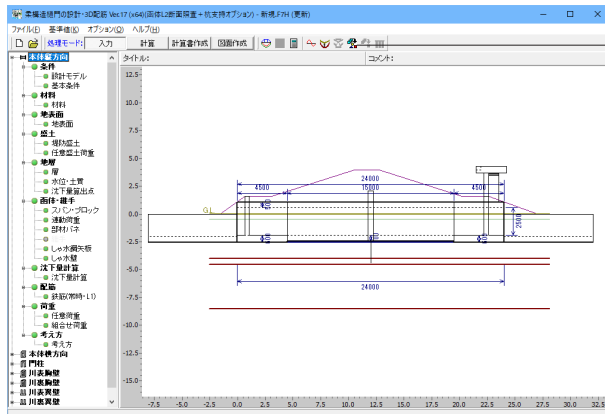 柔構造樋門の設計・3D配筋 Ver.17 (x64)(函体L2断面照査+杭支持オプション) - 新規.F7H (更新)
ファイル(F) 基準値(K) オプション(O) ヘルプ(H)
処理モード: 入力 計算 計算書作成 図面作成
本体縦方向
タイトル: コメント:
条件
設計モデル
基本条件
材料
材料
地表面
地表面
盛土
堤防盛土
任意盛土荷重
地層
層
水位・土質
沈下量算出点
函体・継手
スパン・ブロック
連動荷重
部材バネ
しゃ水鋼矢板
しゃ水壁
沈下量計算
沈下量計算
配筋
鉄筋(常時・L1)
荷重
任意荷重
組合せ荷重
考え方
考え方
本体横方向
門柱
川表胸壁
川裏胸壁
川表翼壁
川裏翼壁
12.5
10.0
7.5
5.0
2.5
0.0
-2.5
-5.0
-7.5
-10.0
-12.5
-15.0
24000
4500 15000 4500
GL
2500
24000
-7.5 -5.0 -2.5 0.0 2.5 5.0 7.5 10.0 12.5 15.0 17.5 20.0 22.5 25.0 27.5 30.0 32.5